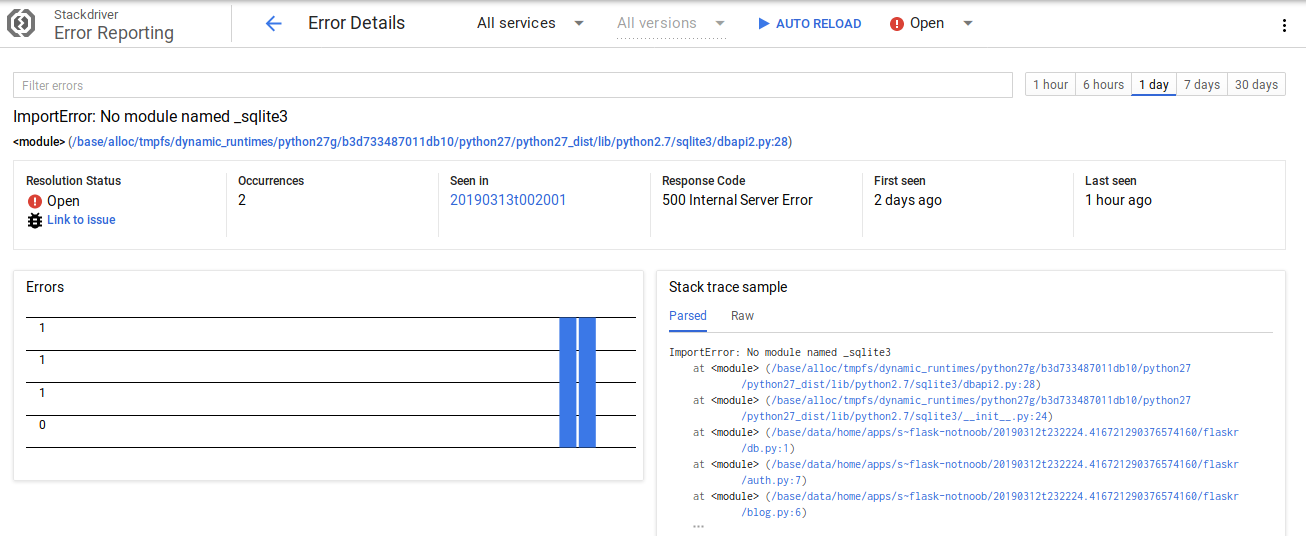 Stackdriver
Error Reporting
Error Details
All services
All versions
AUTO RELOAD
Open
Filter errors
1 hour
6 hours
1 day
7 days
30 days
ImportError: No module named _sqlite3
<module> (/base/alloc/tmpfs/dynamic_runtimes/python27g/b3d733487011db10/python27/python27_dist/lib/python2.7/sqlite3/dbapi2.py:28)
Resolution Status
Open
Link to issue
Occurrences
2
Seen in
20190313t002001
Response Code
500 Internal Server Error
First seen
2 days ago
Last seen
1 hour ago
Errors
1
1
1
0
Stack trace sample
Parsed
Raw
ImportError: No module named _sqlite3
at <module> (/base/alloc/tmpfs/dynamic_runtimes/python27g/b3d733487011db10/python27
/python27_dist/lib/python2.7/sqlite3/dbapi2.py:28)
at <module> (/base/alloc/tmpfs/dynamic_runtimes/python27g/b3d733487011db10/python27
/python27_dist/lib/python2.7/sqlite3/__init__.py:24)
at <module> (/base/data/home/apps/s~flask-notnoob/20190312t232224.416721290376574160/flaskr
/db.py:1)
at <module> (/base/data/home/apps/s~flask-notnoob/20190312t232224.416721290376574160/flaskr
/auth.py:7)
at <module> (/base/data/home/apps/s~flask-notnoob/20190312t232224.416721290376574160/flaskr
/blog.py:6)
...